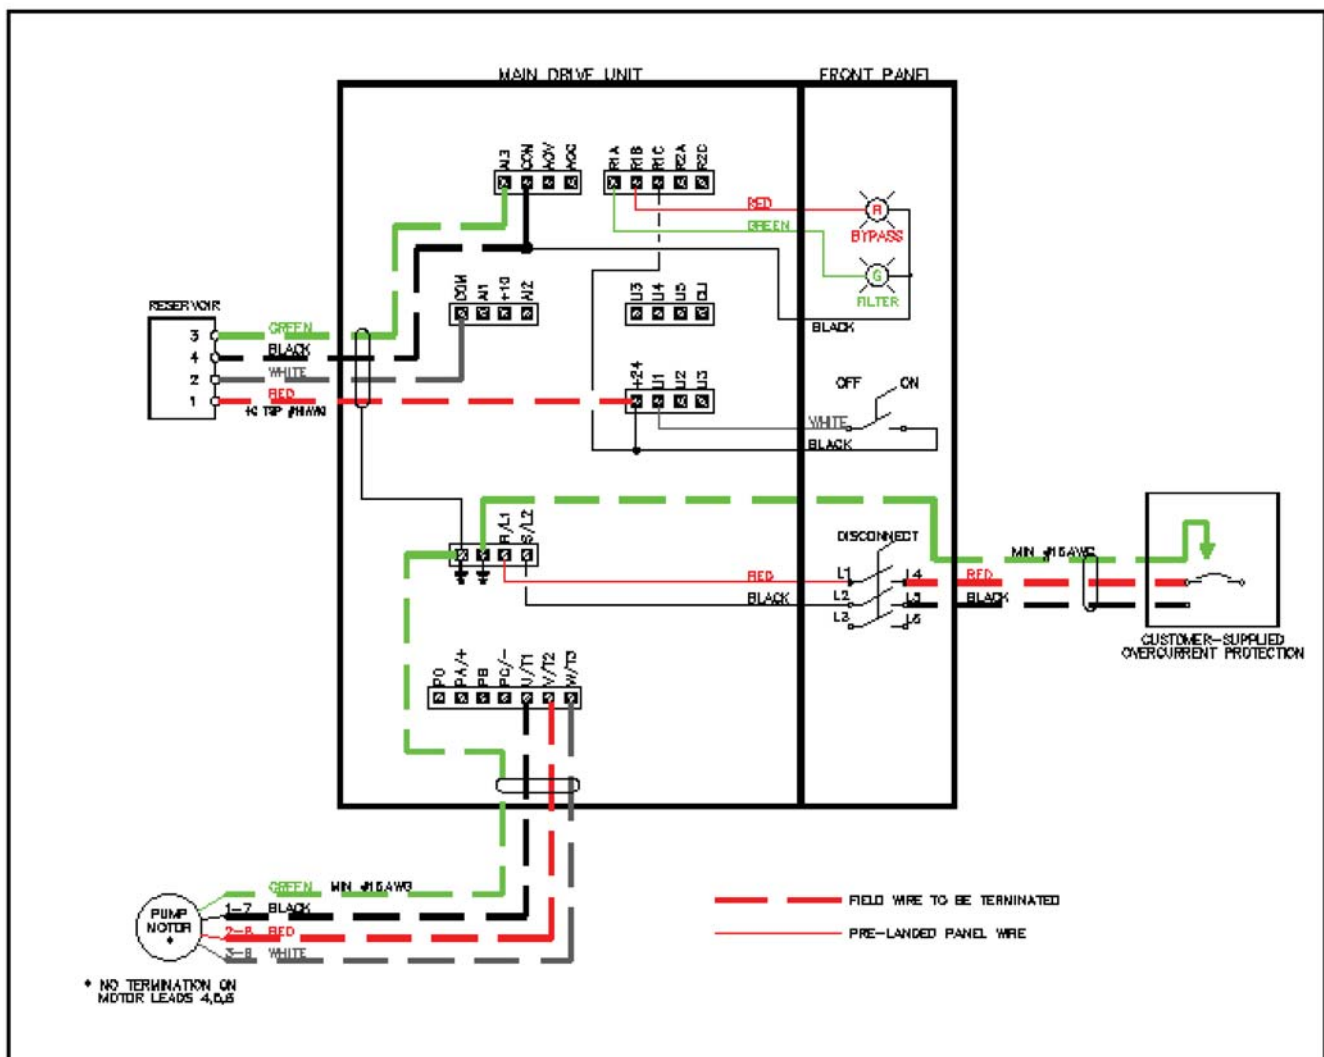 MAIN DRIVE UNIT
FRONT PANEL
AI3 COM AOV AOC
R1A R1B R1C R2A R2C
RED
GREEN
R
BYPASS
G
FILTER
BLACK
COM AI1 +10 AI2
LI3 LI4 LI5 CLI
RESERVOIR
3
GREEN
4
BLACK
2
WHITE
1
RED
+24 LI1 LI2 LI3
OFF ON
WHITE
BLACK
R/L1 S/L2
DISCONNECT
MIN #16AWG
RED
L1 L4
RED
BLACK
L2 L5
BLACK
L3 L6
CUSTOMER-SUPPLIED
OVERCURRENT PROTECTION
PO PA/+ PB PC/- U/T1 V/T2 W/T3
GREEN MIN #16AWG
1-7 BLACK
2-8 RED
3-9 WHITE
PUMP
MOTOR
*
* NO TERMINATION ON
MOTOR LEADS 4,5,6
FIELD WIRE TO BE TERMINATED
PRE-LANDED PANEL WIRE